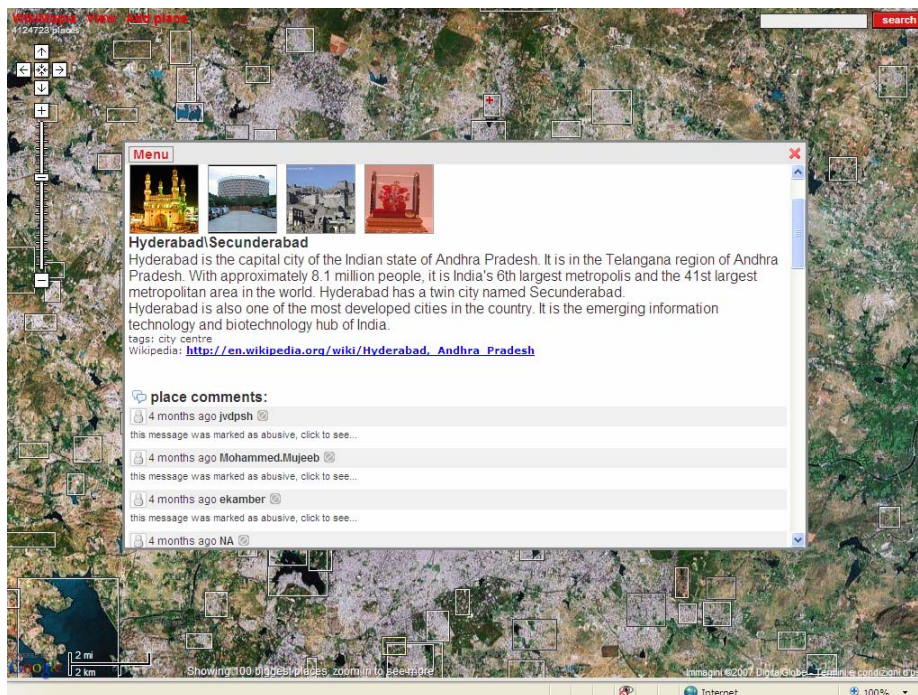 WikiMapia View Add place
4124723 places
search
Menu
Hyderabad\Secunderabad
Hyderabad is the capital city of the Indian state of Andhra Pradesh. It is in the Telangana region of Andhra
Pradesh. With approximately 8.1 million people, it is India's 6th largest metropolis and the 41st largest
metropolitan area in the world. Hyderabad has a twin city named Secunderabad.
Hyderabad is also one of the most developed cities in the country. It is the emerging information
technology and biotechnology hub of India.
tags: city centre
Wikipedia: http://en.wikipedia.org/wiki/Hyderabad,_Andhra_Pradesh
place comments:
4 months ago jvdpsh
this message was marked as abusive, click to see...
4 months ago Mohammed.Mujeeb
this message was marked as abusive, click to see...
4 months ago ekamber
this message was marked as abusive, click to see...
4 months ago NA
2 mi
2 km
Showing 100 biggest places, zoom in to see more
Immagini ©2007 DigitalGlobe - Termini e condizioni
Internet
100%